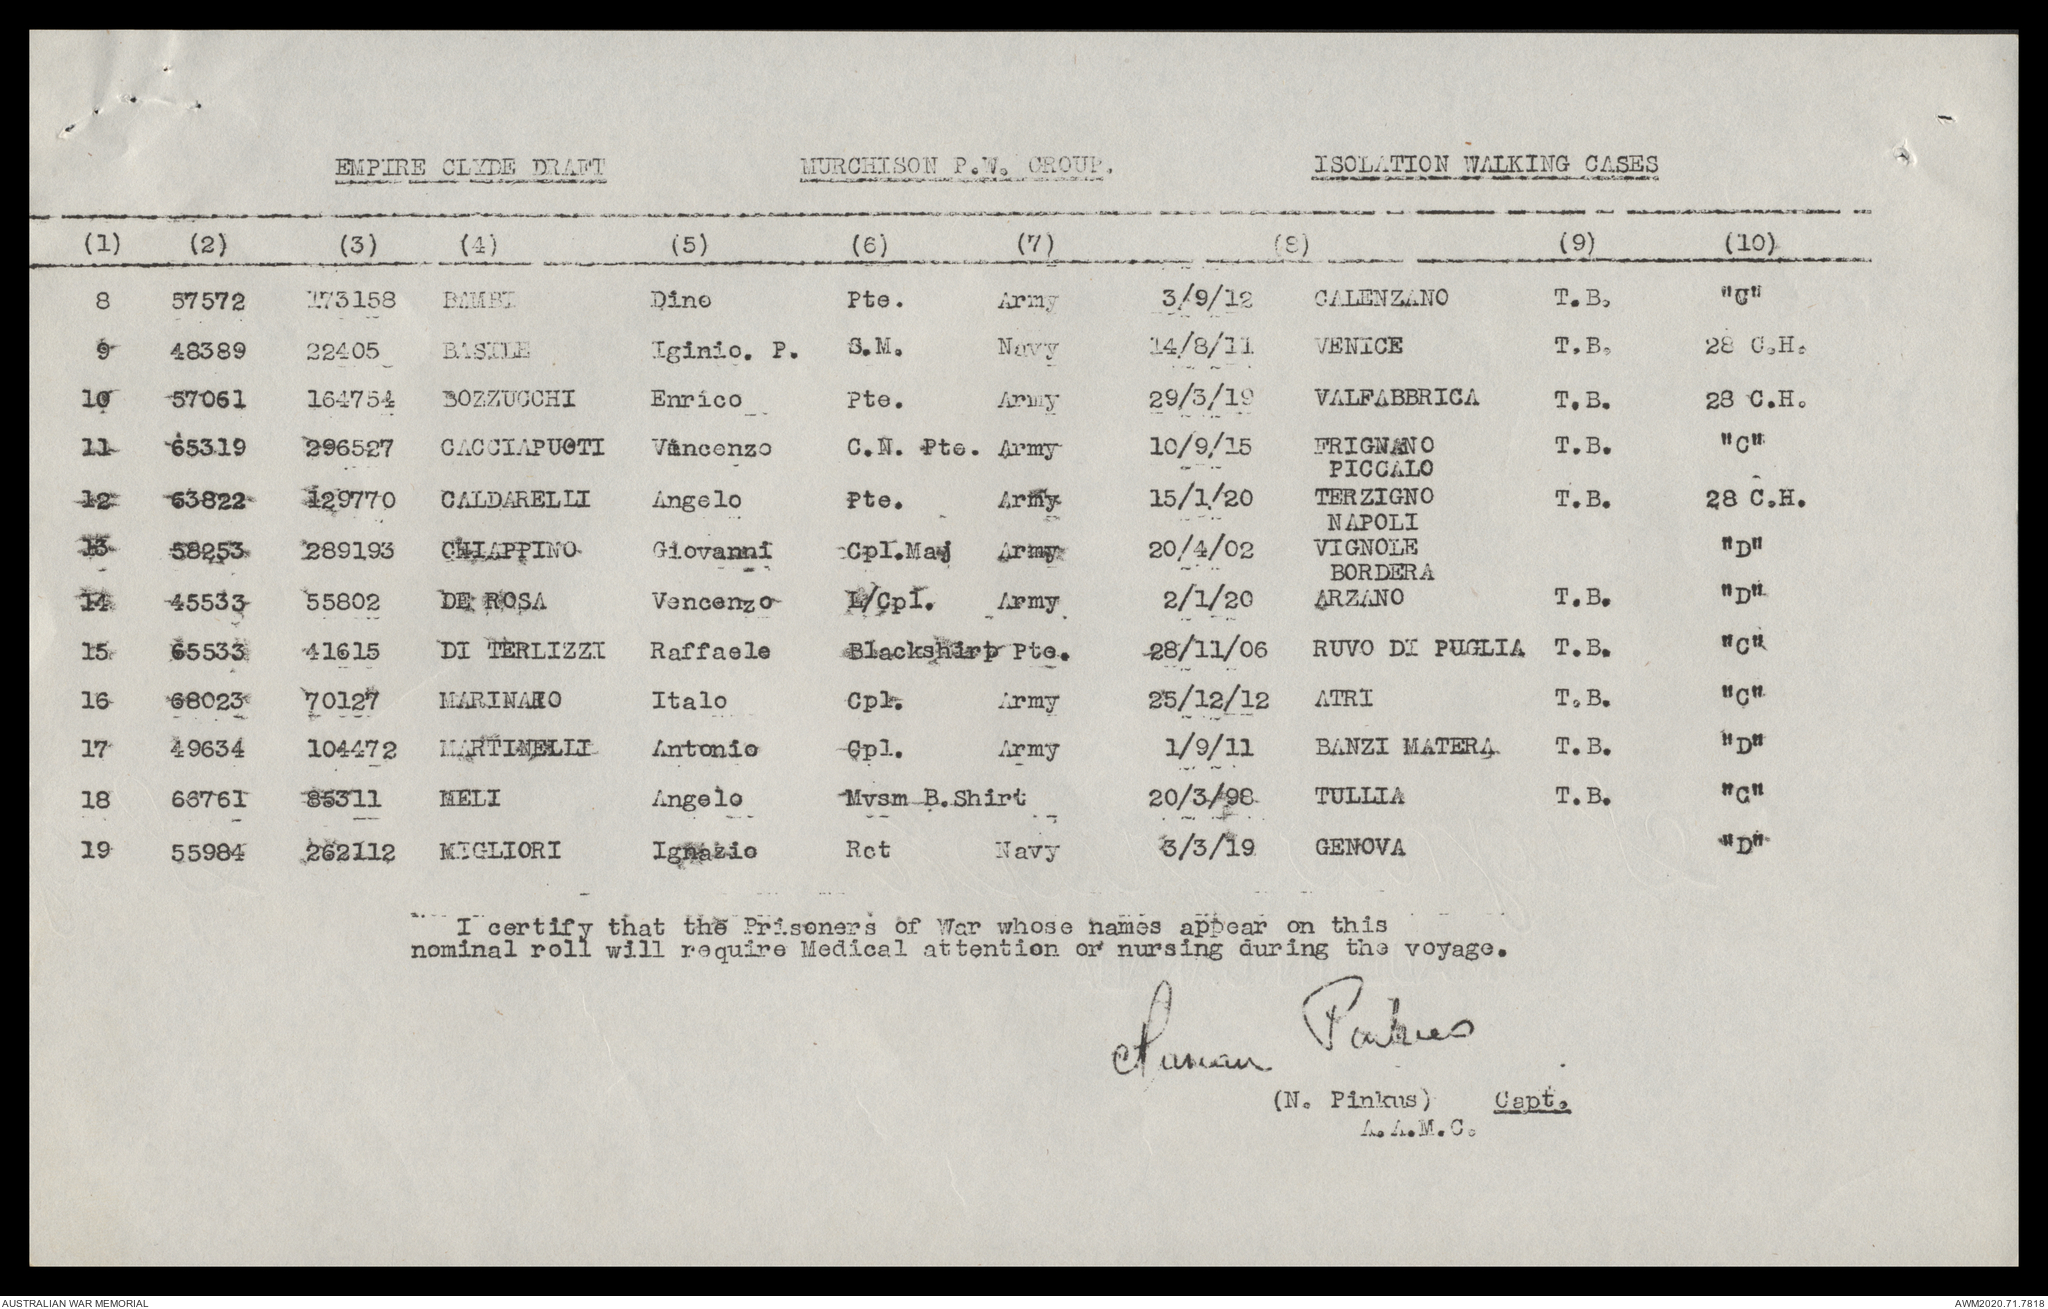 EMPIRE CLYDE DRAFT MURCHISON P.W. GROUP. ISOLATION WALKING CASES
(1) (2) (3) (4) (5) (6) (7) (8) (9) (10)
8 57572 173158 BAMBI Dino Pte. Army 3/9/12 CALENZANO T.B. "C"
9 48389 22405 BASILE Iginio. P. S.M. Navy 14/8/11 VENICE T.B. 28 C.H.
10 57061 164754 BOZZUCCHI Enrico Pte. Army 29/3/19 VALFABBRICA T.B. 28 C.H.
11 65319 296527 CACCIAPUOTI Vincenzo C.N. Pte. Army 10/9/15 FRIGNANO T.B. "C"
PICCALO
12 63822 129770 CALDARELLI Angelo Pte. Army 15/1/20 TERZIGNO T.B. 28 C.H.
NAPOLI
13 58253 289193 CHIAPPINO Giovanni Cpl.Maj Army 20/4/02 VIGNOLE "D"
BORDERA
14 45533 55802 DE ROSA Vencenzo L/Cpl. Army 2/1/20 ARZANO T.B. "D"
15 65533 41615 DI TERLIZZI Raffaele Blackshirt Pte. 28/11/06 RUVO DI PUGLIA T.B. "C"
16 68023 70127 MARINARO Italo Cpl. Army 25/12/12 ATRI T.B. "C"
17 49634 104472 MARTINELLI Antonio Cpl. Army 1/9/11 BANZI MATERA T.B. "D"
18 66761 85311 MELI Angelo Mvsm B.Shirt 20/3/98 TULLIA T.B. "C"
19 55984 262112 MIGLIORI Ignazio Rct Navy 3/3/19 GENOVA "D"
I certify that the Prisoners of War whose names appear on this
nominal roll will require Medical attention or nursing during the voyage.
Naman Pinkus
(N. Pinkus) Capt.
A.A.M.C.
AUSTRALIAN WAR MEMORIAL AWM2020.71.7818